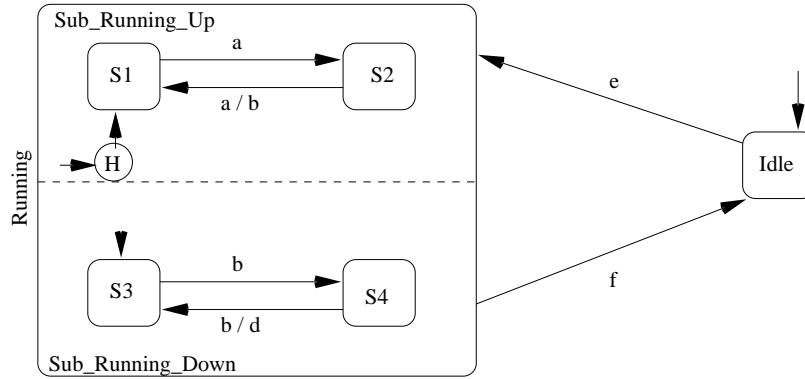 Sub_Running_Up
S1
a
S2
a / b
H
e
Idle
Running
S3
b
S4
b / d
f
Sub_Running_Down